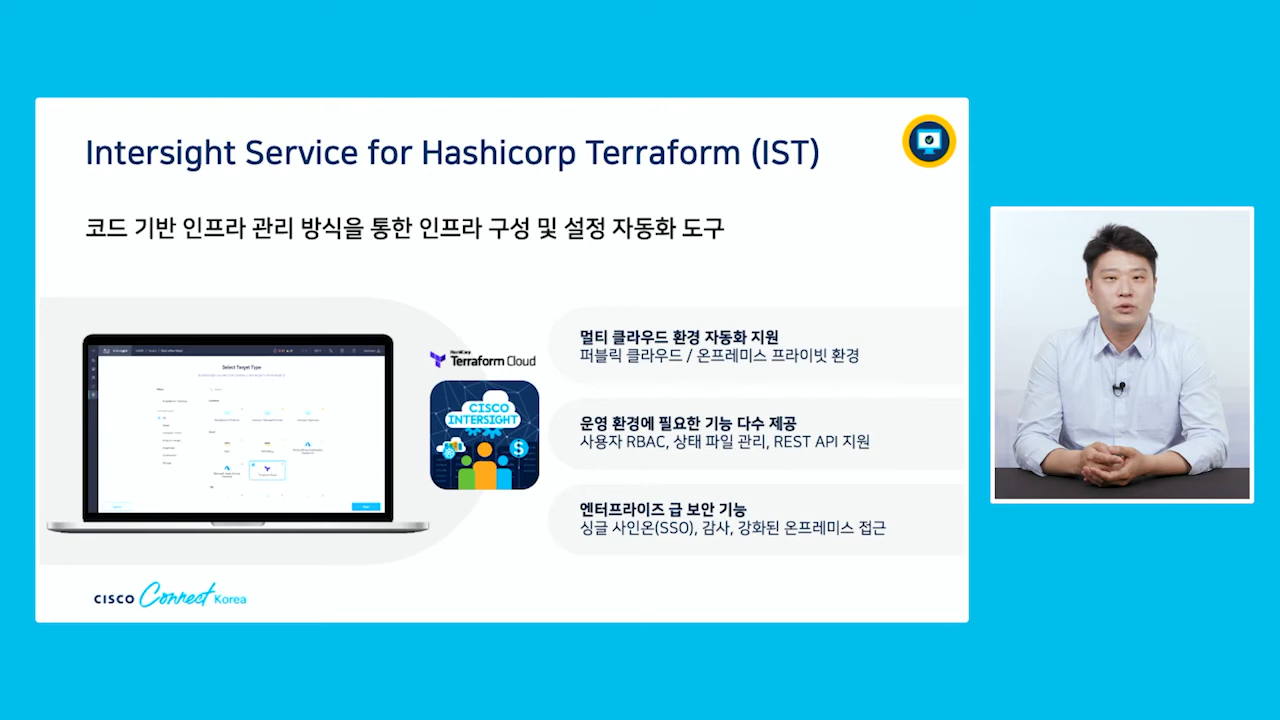 Intersight Service for Hashicorp Terraform (IST)
코드 기반 인프라 관리 방식을 통한 인프라 구성 및 설정 자동화 도구
Select Target Type
HashiCorp
Terraform Cloud
CISCO
INTERSIGHT
멀티 클라우드 환경 자동화 지원
퍼블릭 클라우드 / 온프레미스 프라이빗 환경
운영 환경에 필요한 기능 다수 제공
사용자 RBAC, 상태 파일 관리, REST API 지원
엔터프라이즈 급 보안 기능
싱글 사인온(SSO), 감사, 강화된 온프레미스 접근
CISCO Connect Korea